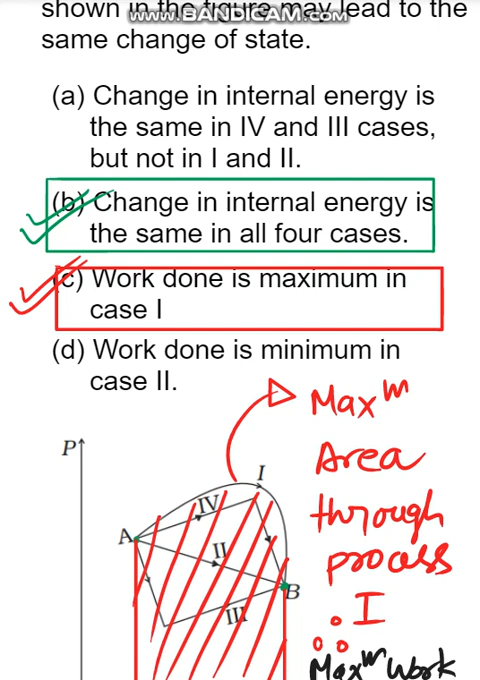 shown in the figure may lead to the
www.BANDICAM.com
same change of state.
(a) Change in internal energy is
the same in IV and III cases,
but not in I and II.
(b) Change in internal energy is
the same in all four cases.
(c) Work done is maximum in
case I
(d) Work done is minimum in
case II.
Max^m
P
Area
I
IV
through
A
II
process
B
I
III
Max^m Work